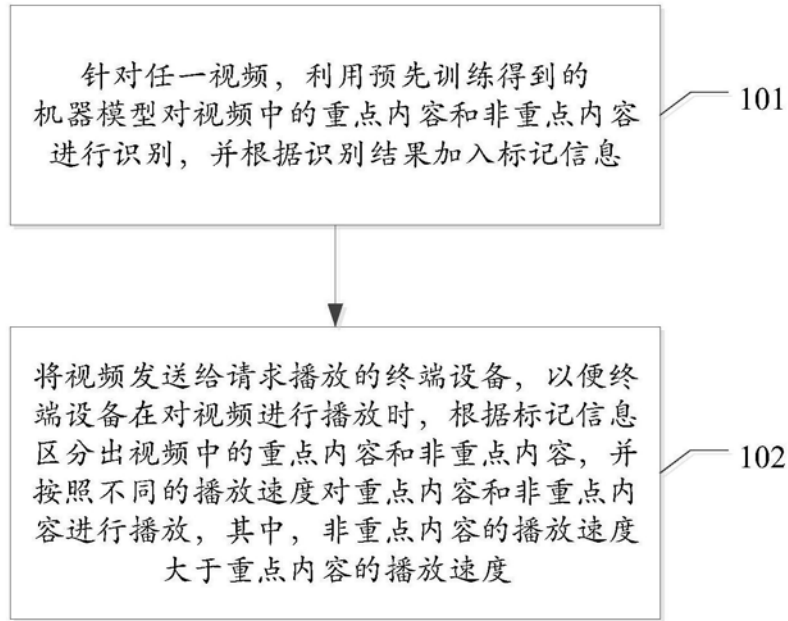 针对任一视频，利用预先训练得到的
机器模型对视频中的重点内容和非重点内容
进行识别，并根据识别结果加入标记信息
101
将视频发送给请求播放的终端设备，以便终
端设备在对视频进行播放时，根据标记信息
区分出视频中的重点内容和非重点内容，并
按照不同的播放速度对重点内容和非重点内
容进行播放，其中，非重点内容的播放速度
大于重点内容的播放速度
102